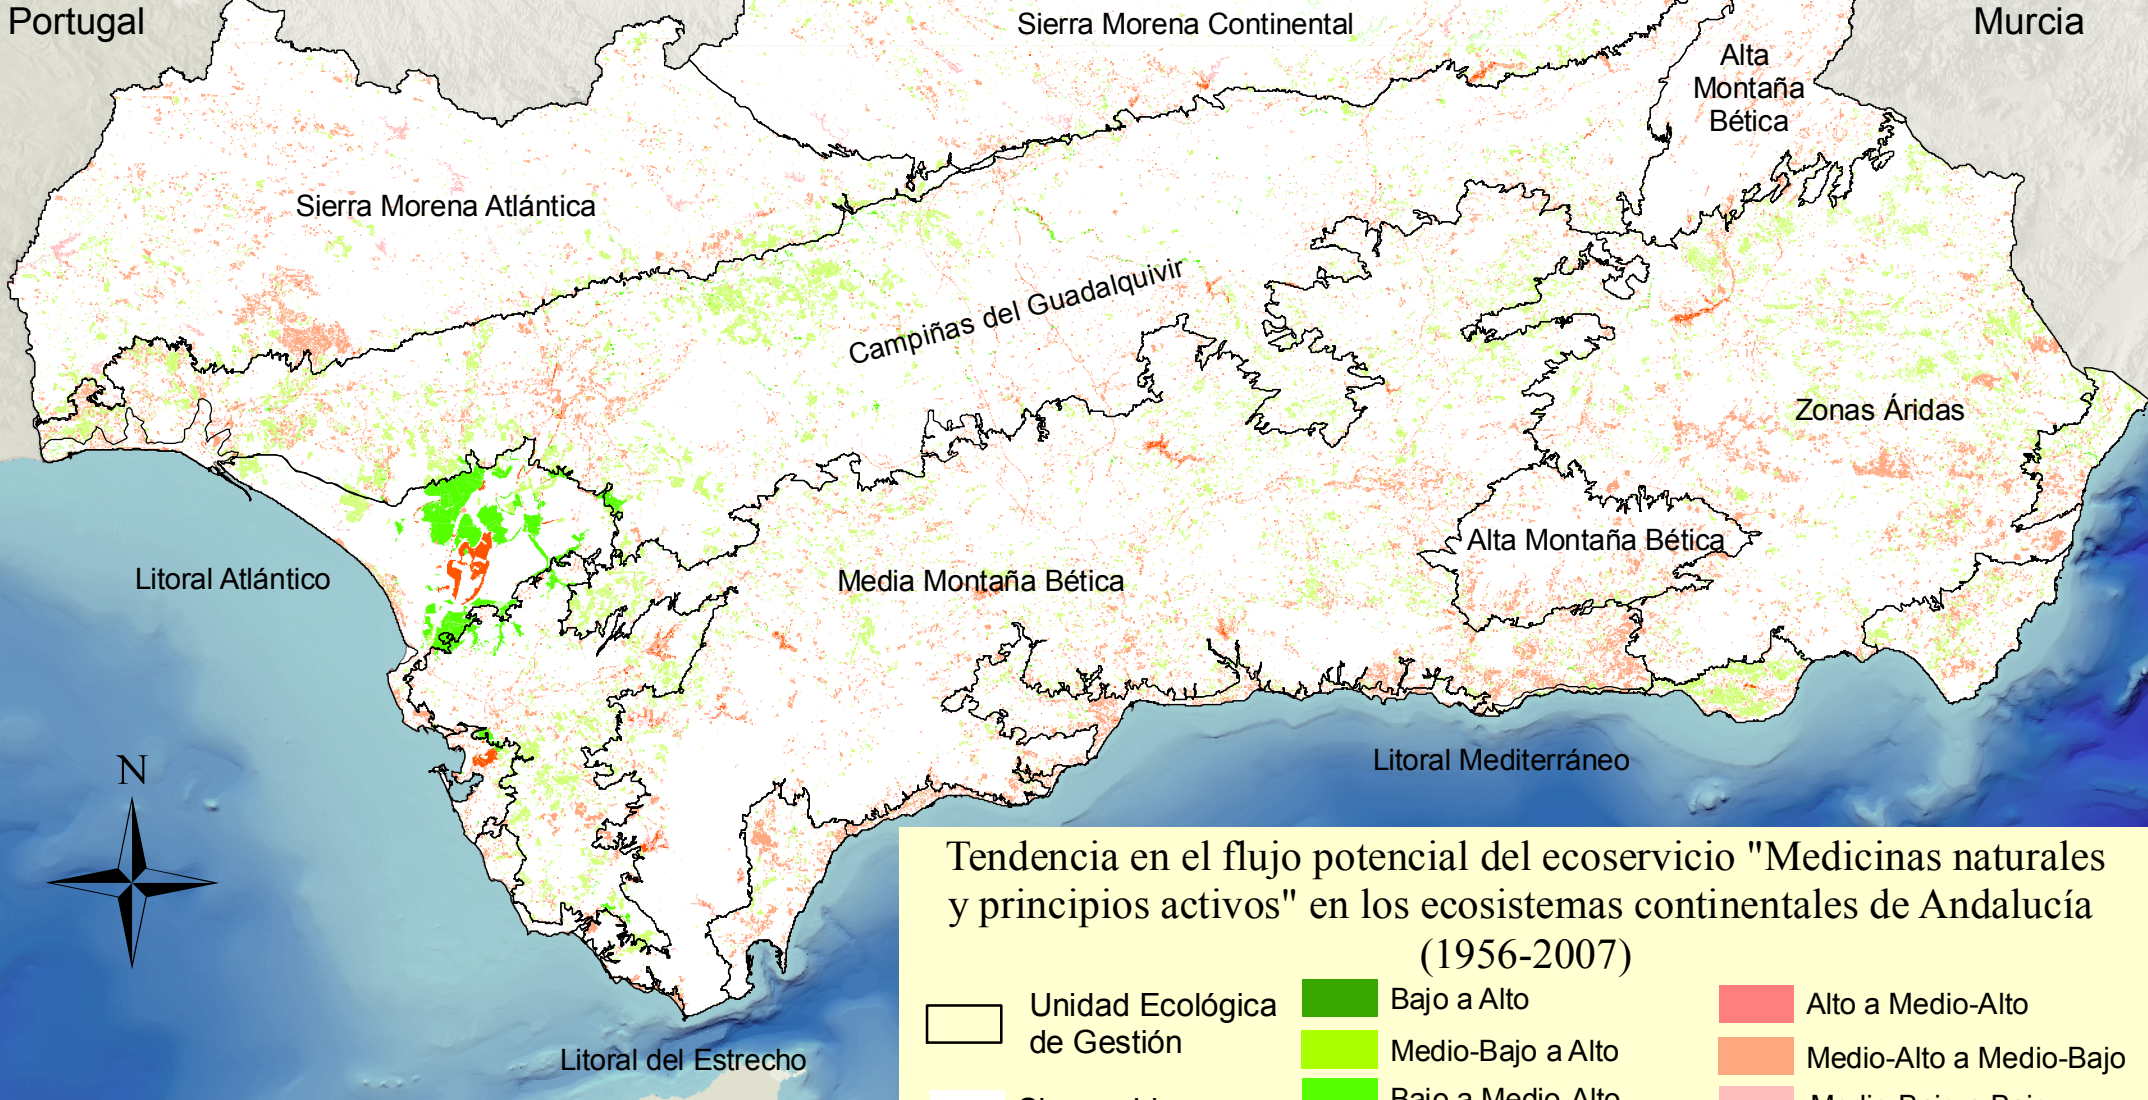 Portugal
Sierra Morena Continental
Murcia
Alta
Montaña
Bética
Sierra Morena Atlántica
Campiñas del Guadalquivir
Zonas Áridas
Alta Montaña Bética
Litoral Atlántico
Media Montaña Bética
N
Litoral Mediterráneo
Litoral del Estrecho
Tendencia en el flujo potencial del ecoservicio "Medicinas naturales
y principios activos" en los ecosistemas continentales de Andalucía
(1956-2007)
Unidad Ecológica
de Gestión
Bajo a Alto
Medio-Bajo a Alto
Bajo a Medio-Alto
Alto a Medio-Alto
Medio-Alto a Medio-Bajo